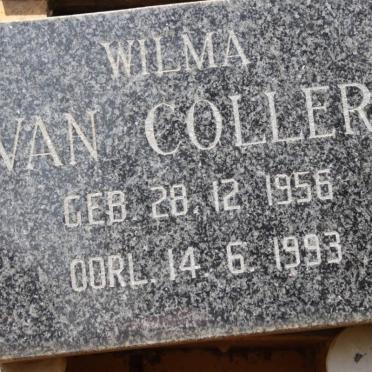 WILMA
VAN COLLER
GEB. 28. 12 1956
OORL. 14. 6. 1993